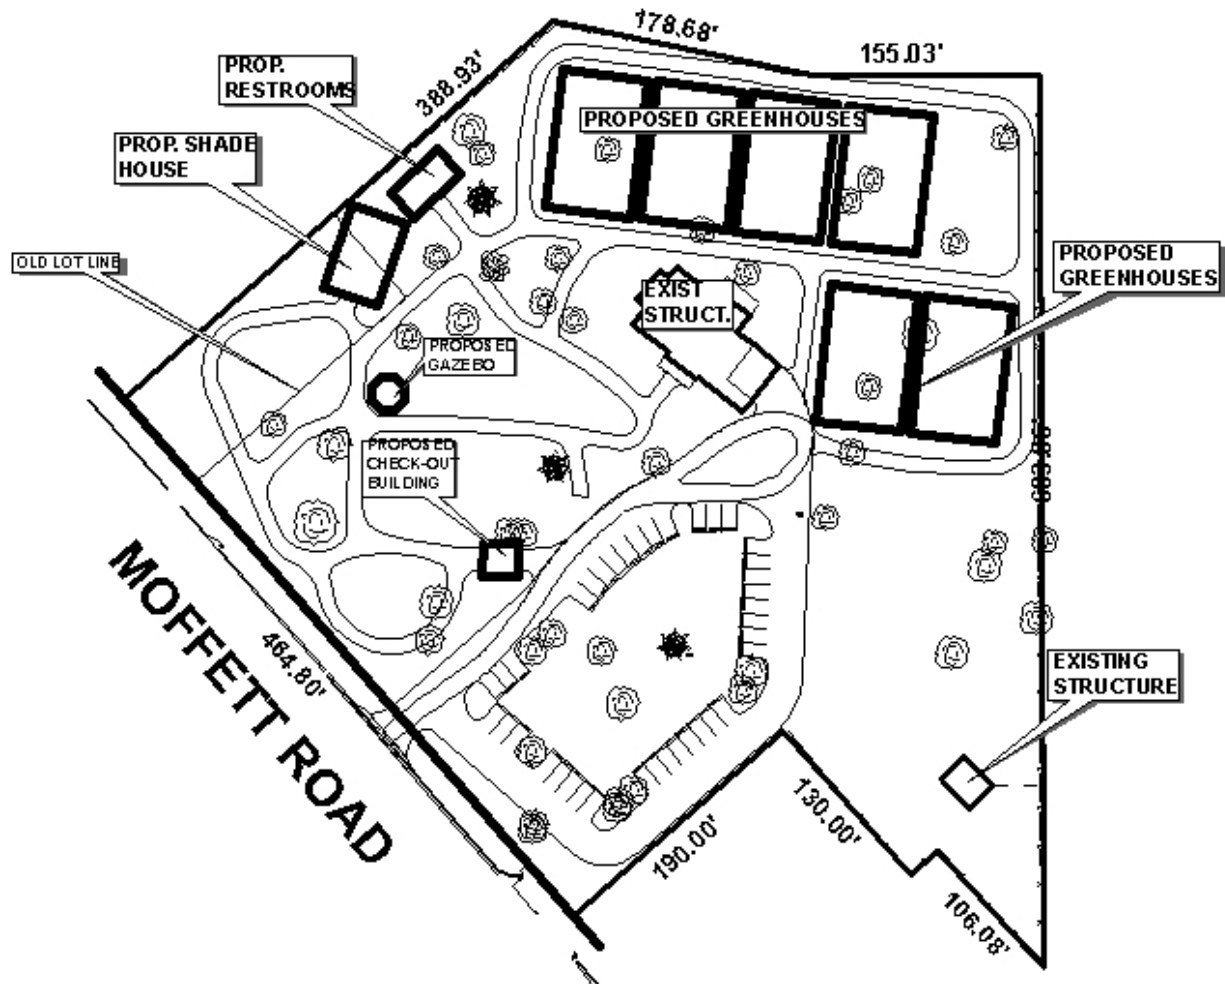 178.68'
155.03'
PROP.
RESTROOMS
388.93'
PROPOSED GREENHOUSES
PROP. SHADE
HOUSE
OLD LOT LINE
EXIST
STRUCT.
PROPOSED
GREENHOUSES
PROPOSED
GAZEBO
PROPOSED
CHECK-OUT
BUILDING
MOFFETT ROAD
464.80'
EXISTING
STRUCTURE
190.00'
130.00'
106.08'